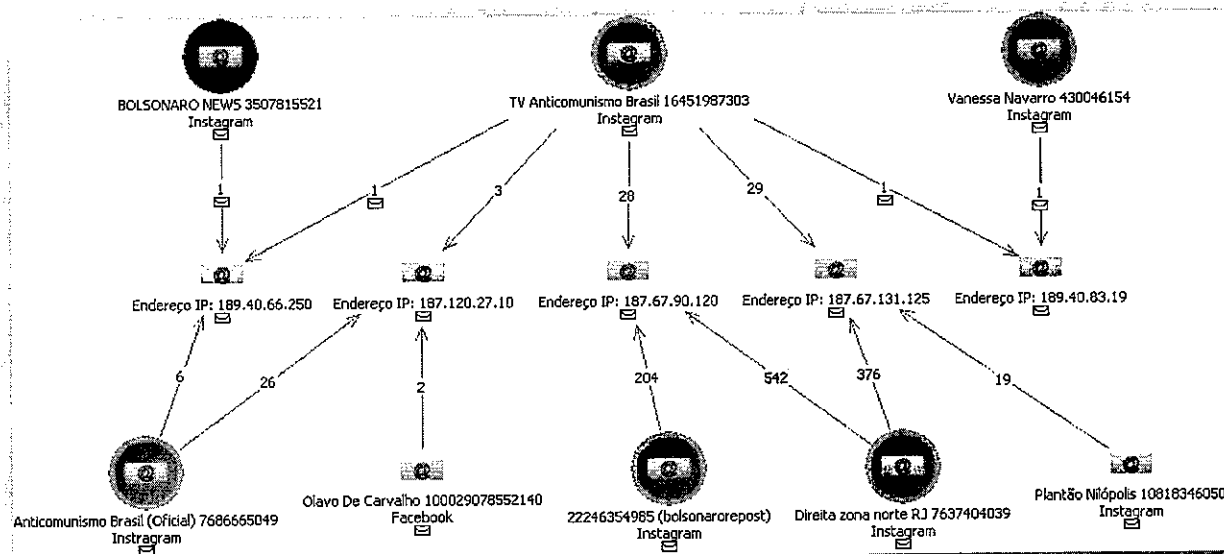 BOLSONARO NEWS 3507815521
Instagram
TV Anticomunismo Brasil 16451987303
Instagram
Vanessa Navarro 430046154
Instagram
1
1
3
28
29
1
1
Endereço IP: 189.40.66.250
Endereço IP: 187.120.27.10
Endereço IP: 187.67.90.120
Endereço IP: 187.67.131.125
Endereço IP: 189.40.83.19
6
26
2
204
542
376
19
Anticomunismo Brasil (Oficial) 7686665049
Instragram
Olavo De Carvalho 100029078552140
Facebook
22246354985 (bolsonarorepost)
Instagram
Direita zona norte RJ 7637404039
Instagram
Plantão Nilópolis 10818346050
Instagram